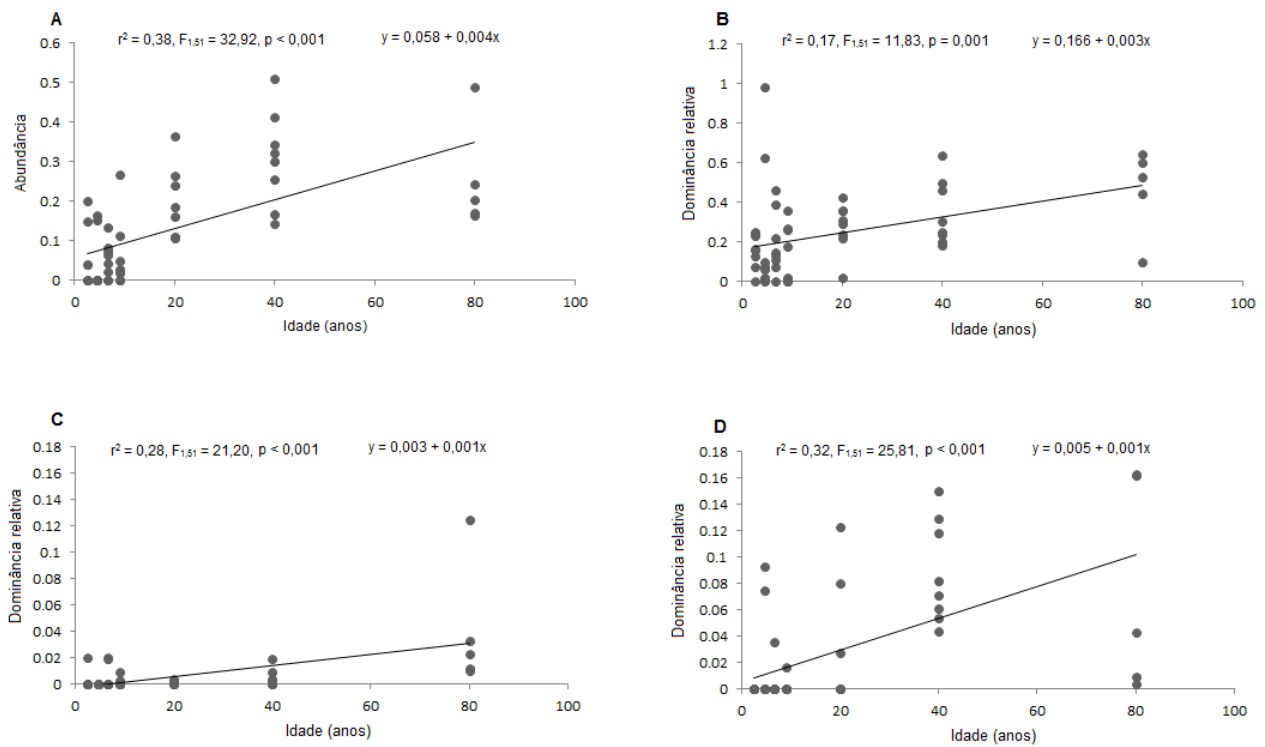 A
r² = 0,38, F₁,₅₁ = 32,92, p < 0,001 y = 0,058 + 0,004x
0.6
0.5
0.4
0.3
0.2
0.1
0
Abundância
0 20 40 60 80 100
Idade (anos)
B
r² = 0,17, F₁,₅₁ = 11,83, p = 0,001 y = 0,166 + 0,003x
1.2
1
0.8
0.6
0.4
0.2
0
Dominância relativa
0 20 40 60 80 100
Idade (anos)
C
r² = 0,28, F₁,₅₁ = 21,20, p < 0,001 y = 0,003 + 0,001x
0.18
0.16
0.14
0.12
0.1
0.08
0.06
0.04
0.02
0
Dominância relativa
0 20 40 60 80 100
Idade (anos)
D
r² = 0,32, F₁,₅₁ = 25,81, p < 0,001 y = 0,005 + 0,001x
0.18
0.16
0.14
0.12
0.1
0.08
0.06
0.04
0.02
0
Dominância relativa
0 20 40 60 80 100
Idade (anos)